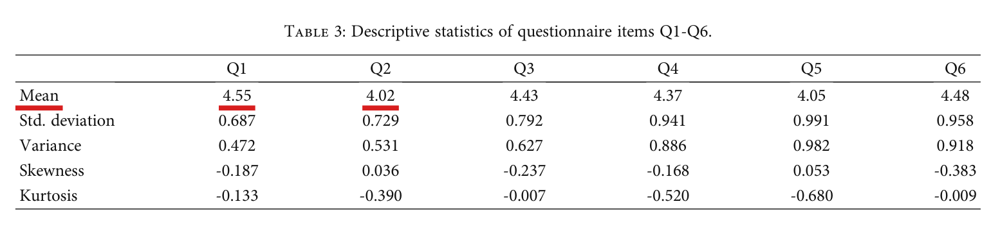 TABLE 3: Descriptive statistics of questionnaire items Q1-Q6.
Q1 Q2 Q3 Q4 Q5 Q6
Mean 4.55 4.02 4.43 4.37 4.05 4.48
Std. deviation 0.687 0.729 0.792 0.941 0.991 0.958
Variance 0.472 0.531 0.627 0.886 0.982 0.918
Skewness -0.187 0.036 -0.237 -0.168 0.053 -0.383
Kurtosis -0.133 -0.390 -0.007 -0.520 -0.680 -0.009